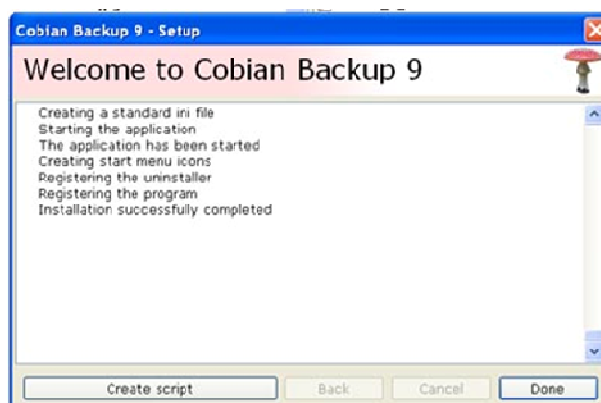 Cobian Backup 9 - Setup
Welcome to Cobian Backup 9
Creating a standard ini file
Starting the application
The application has been started
Creating start menu icons
Registering the uninstaller
Registering the program
Installation successfully completed
Create script Back Cancel Done